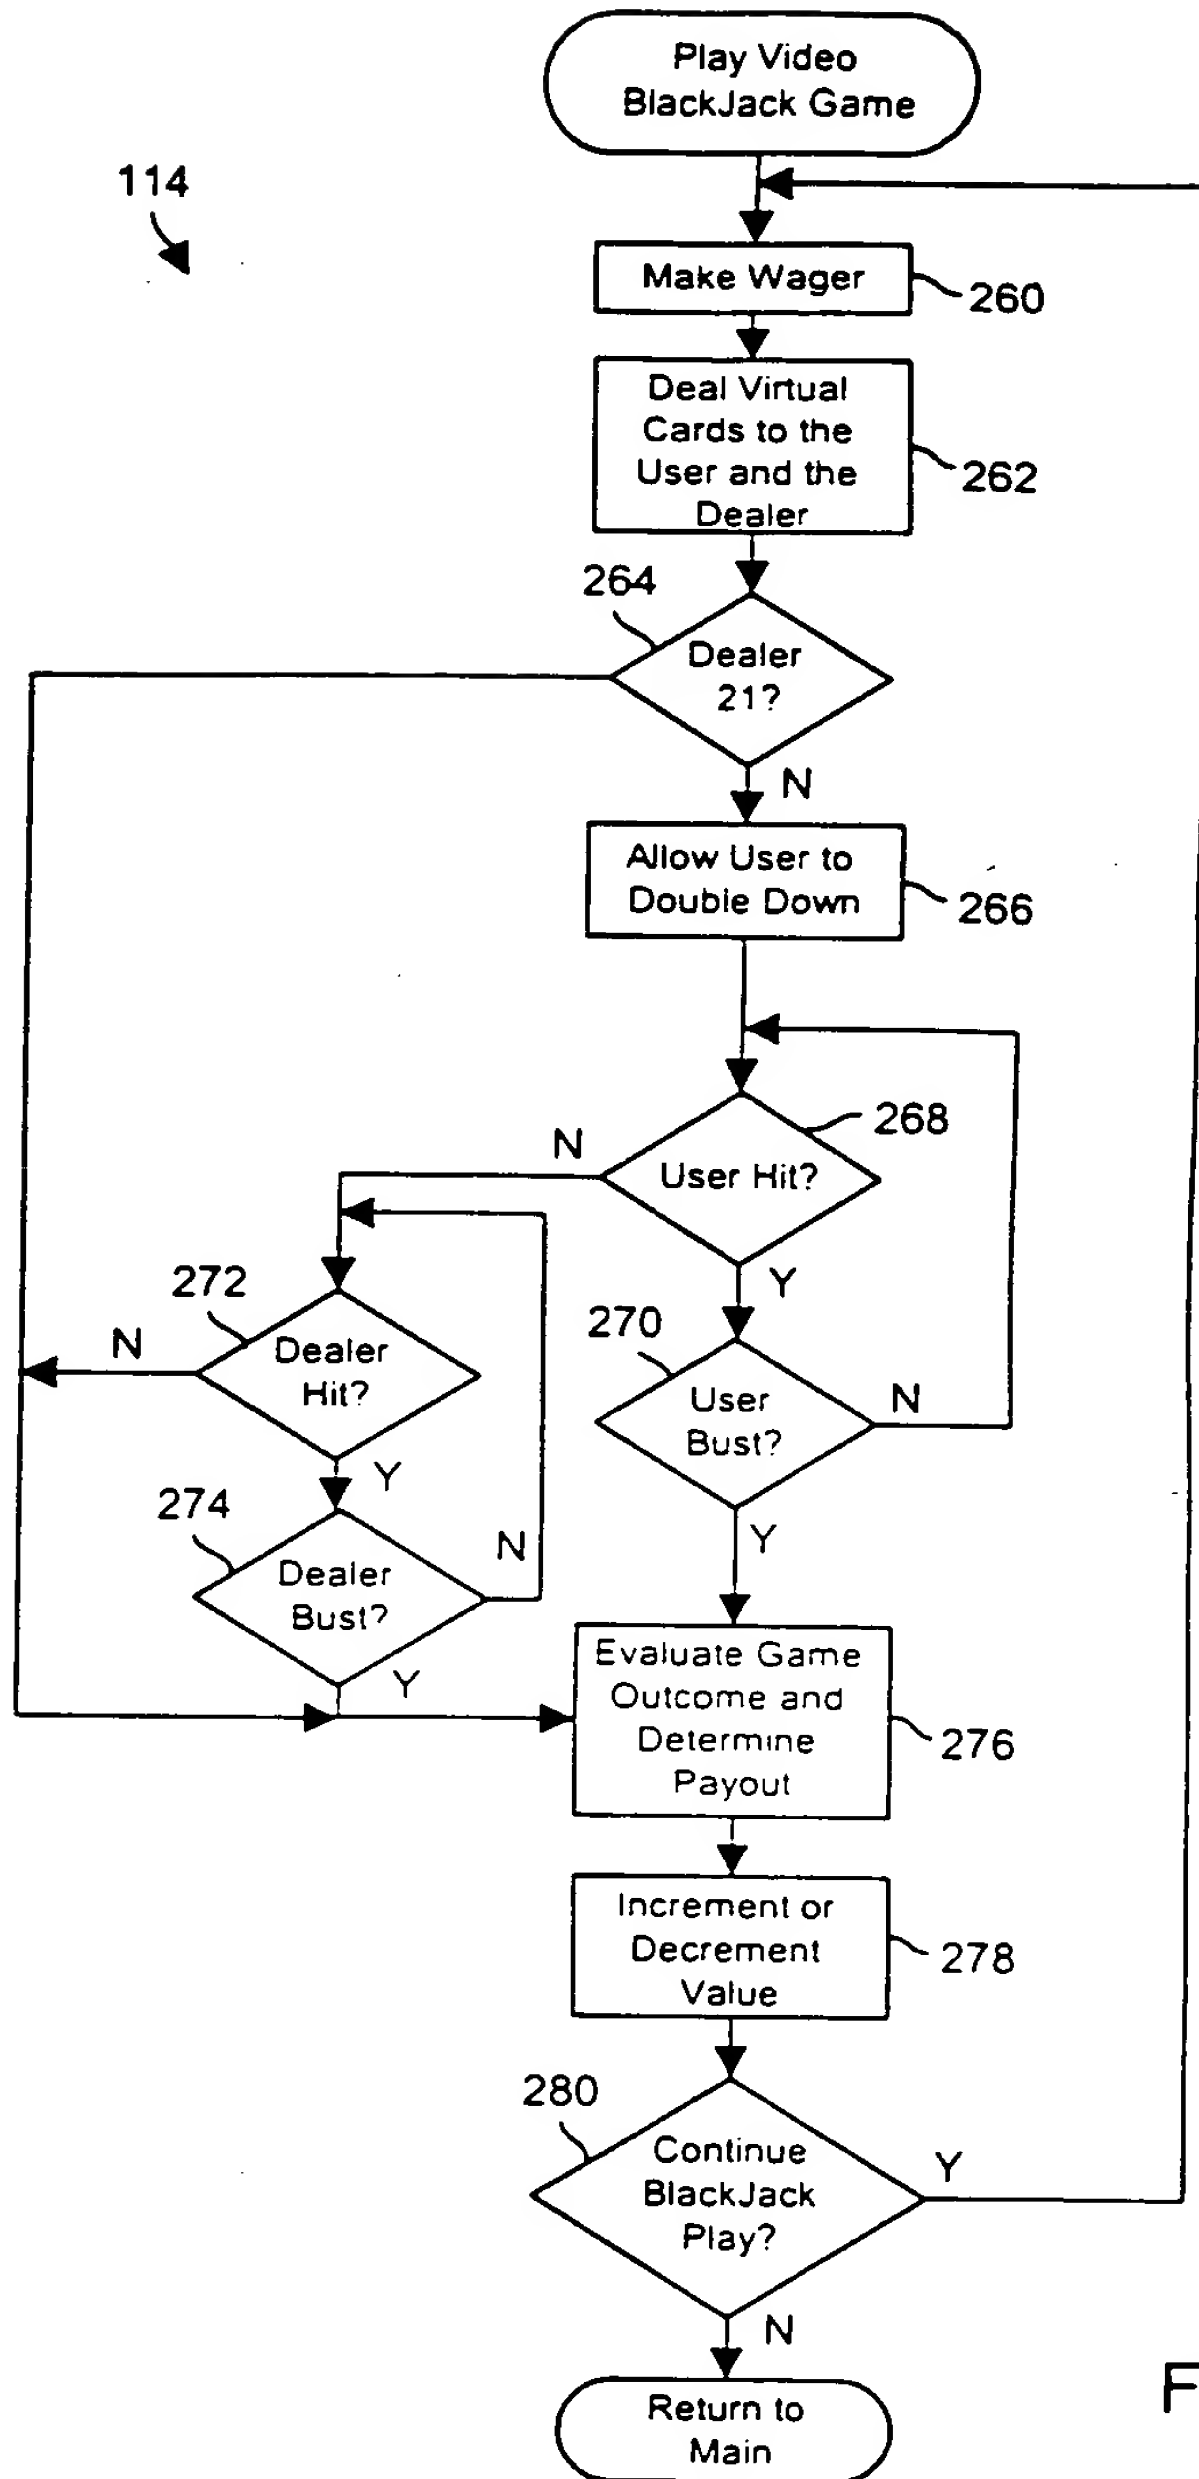 Play Video
BlackJack Game
114
Make Wager
260
Deal Virtual
Cards to the
User and the
Dealer
262
264
Dealer
21?
N
Allow User to
Double Down
266
268
N
User Hit?
Y
272
Dealer
Hit?
N
Y
270
User
Bust?
N
Y
274
Dealer
Bust?
N
Y
Evaluate Game
Outcome and
Determine
Payout
276
Increment or
Decrement
Value
278
280
Continue
BlackJack
Play?
Y
N
Return to
Main
F